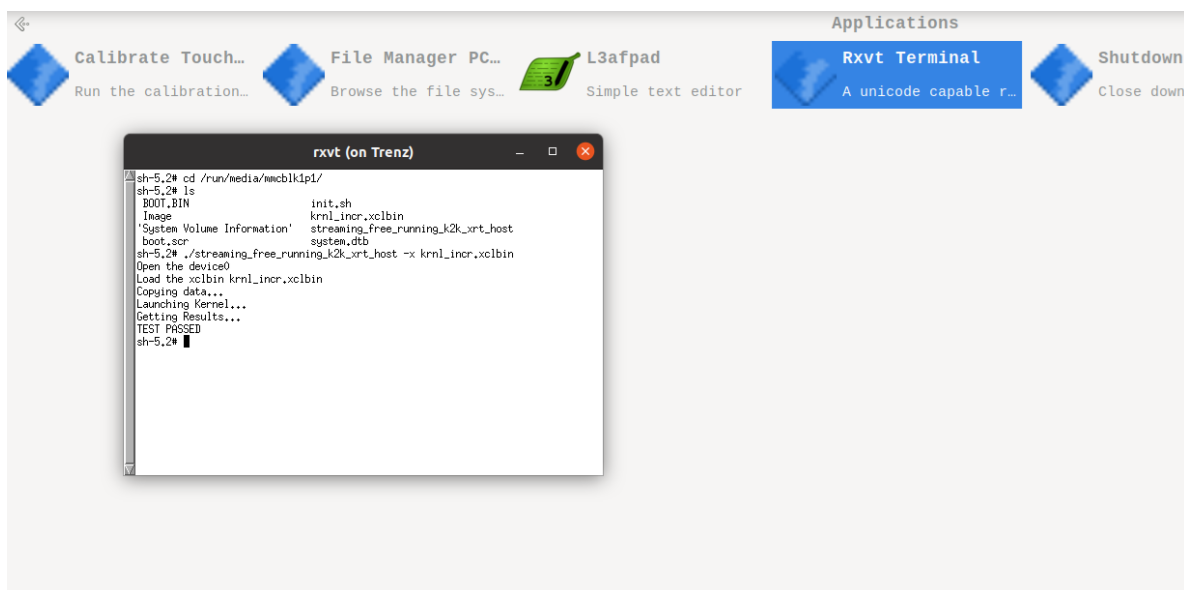 Applications
Calibrate Touch… File Manager PC… L3afpad Rxvt Terminal Shutdown
Run the calibration… Browse the file sys… Simple text editor A unicode capable r… Close down
rxvt (on Trenz)
sh-5.2# cd /run/media/mmcblk1p1/
sh-5.2# ls
BOOT.BIN init.sh
Image krnl_incr.xclbin
'System Volume Information' streaming_free_running_k2k_xrt_host
boot.scr system.dtb
sh-5.2# ./streaming_free_running_k2k_xrt_host -x krnl_incr.xclbin
Open the device0
Load the xclbin krnl_incr.xclbin
Copying data...
Launching Kernel...
Getting Results...
TEST PASSED
sh-5.2#